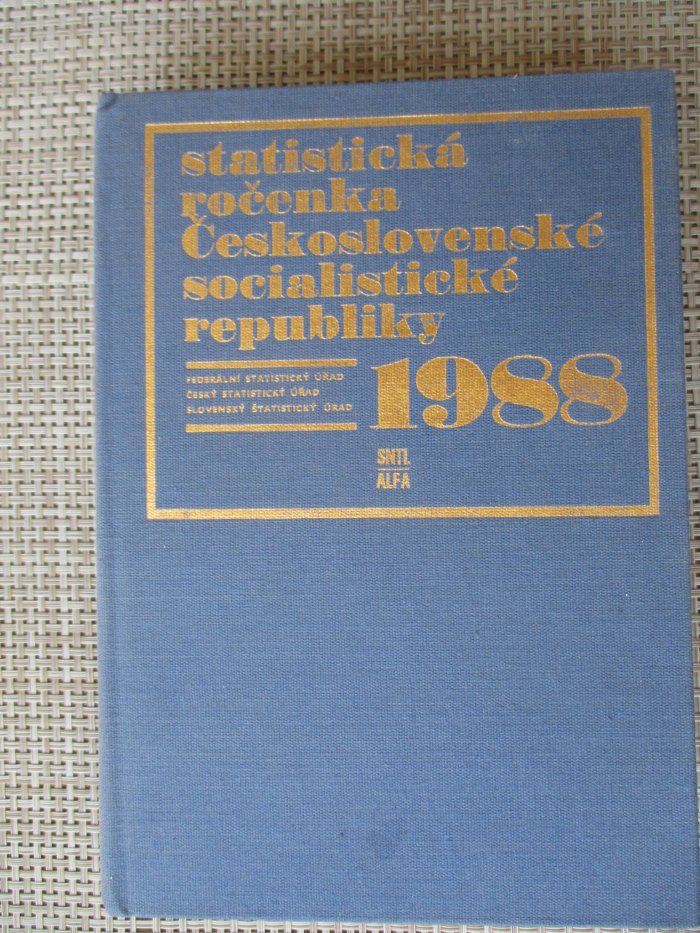 statistická
ročenka
Československé
socialistické
republiky
FEDERÁLNÍ STATISTICKÝ ÚŘAD
ČESKÝ STATISTICKÝ ÚŘAD
SLOVENSKÝ ŠTATISTICKÝ ÚRAD
1988
SNTL
ALFA